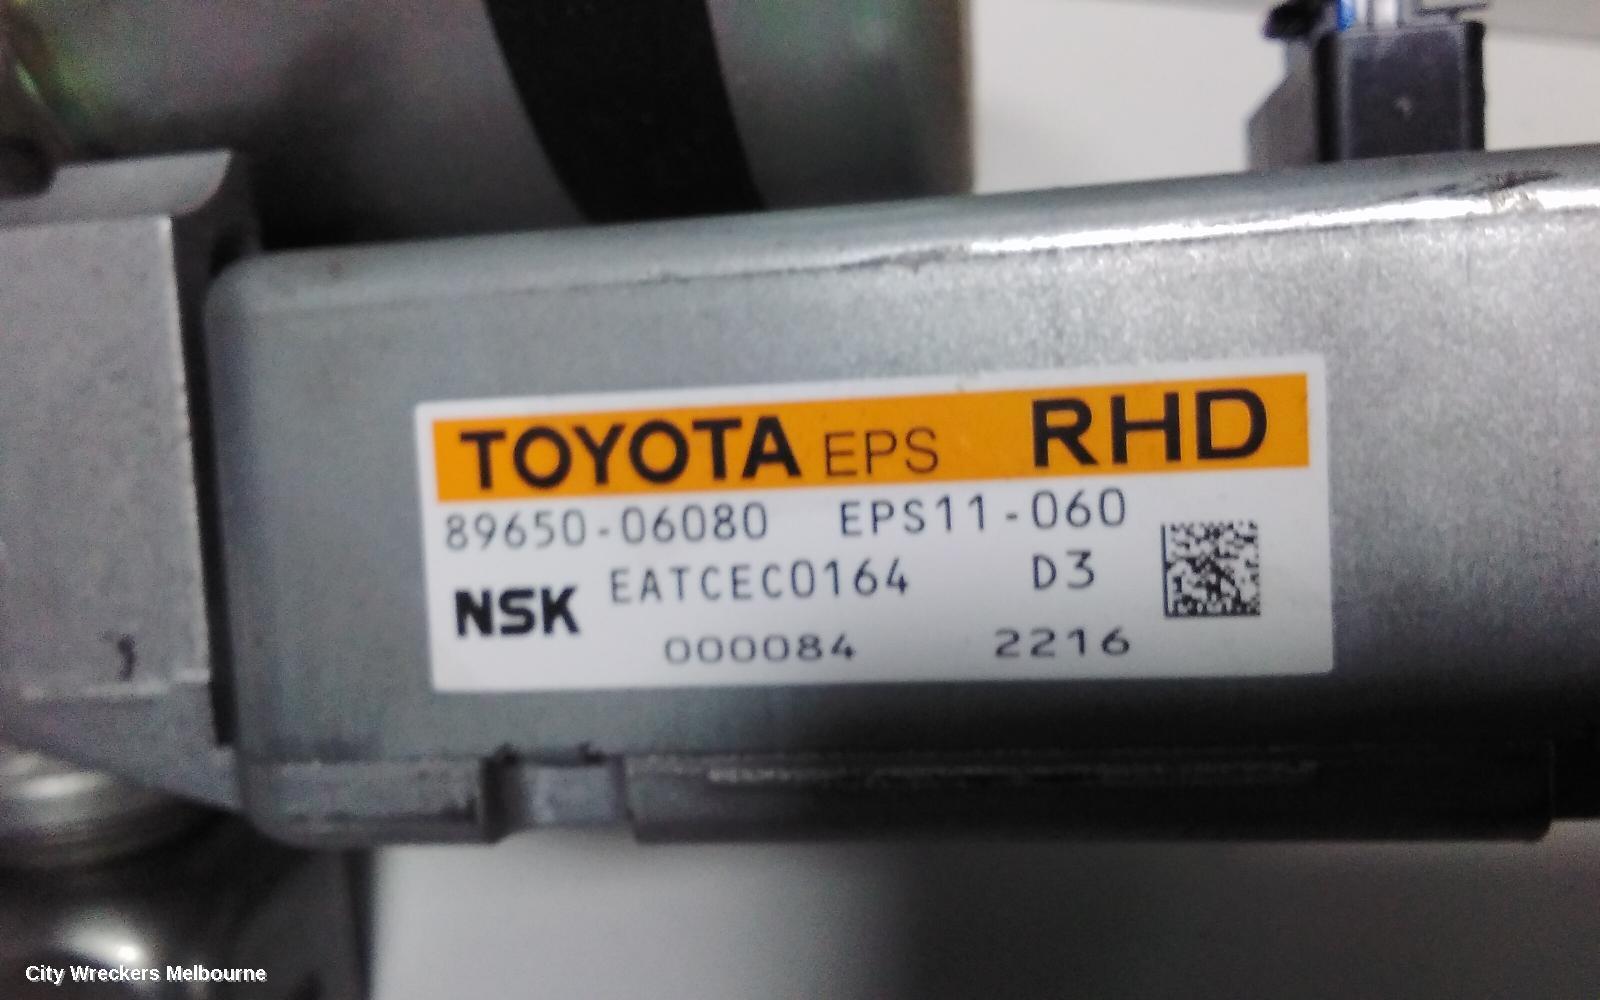 TOYOTA EPS RHD
89650-06080 EPS11-060
NSK EATCEC0164 D3
000084 2216
City Wreckers Melbourne